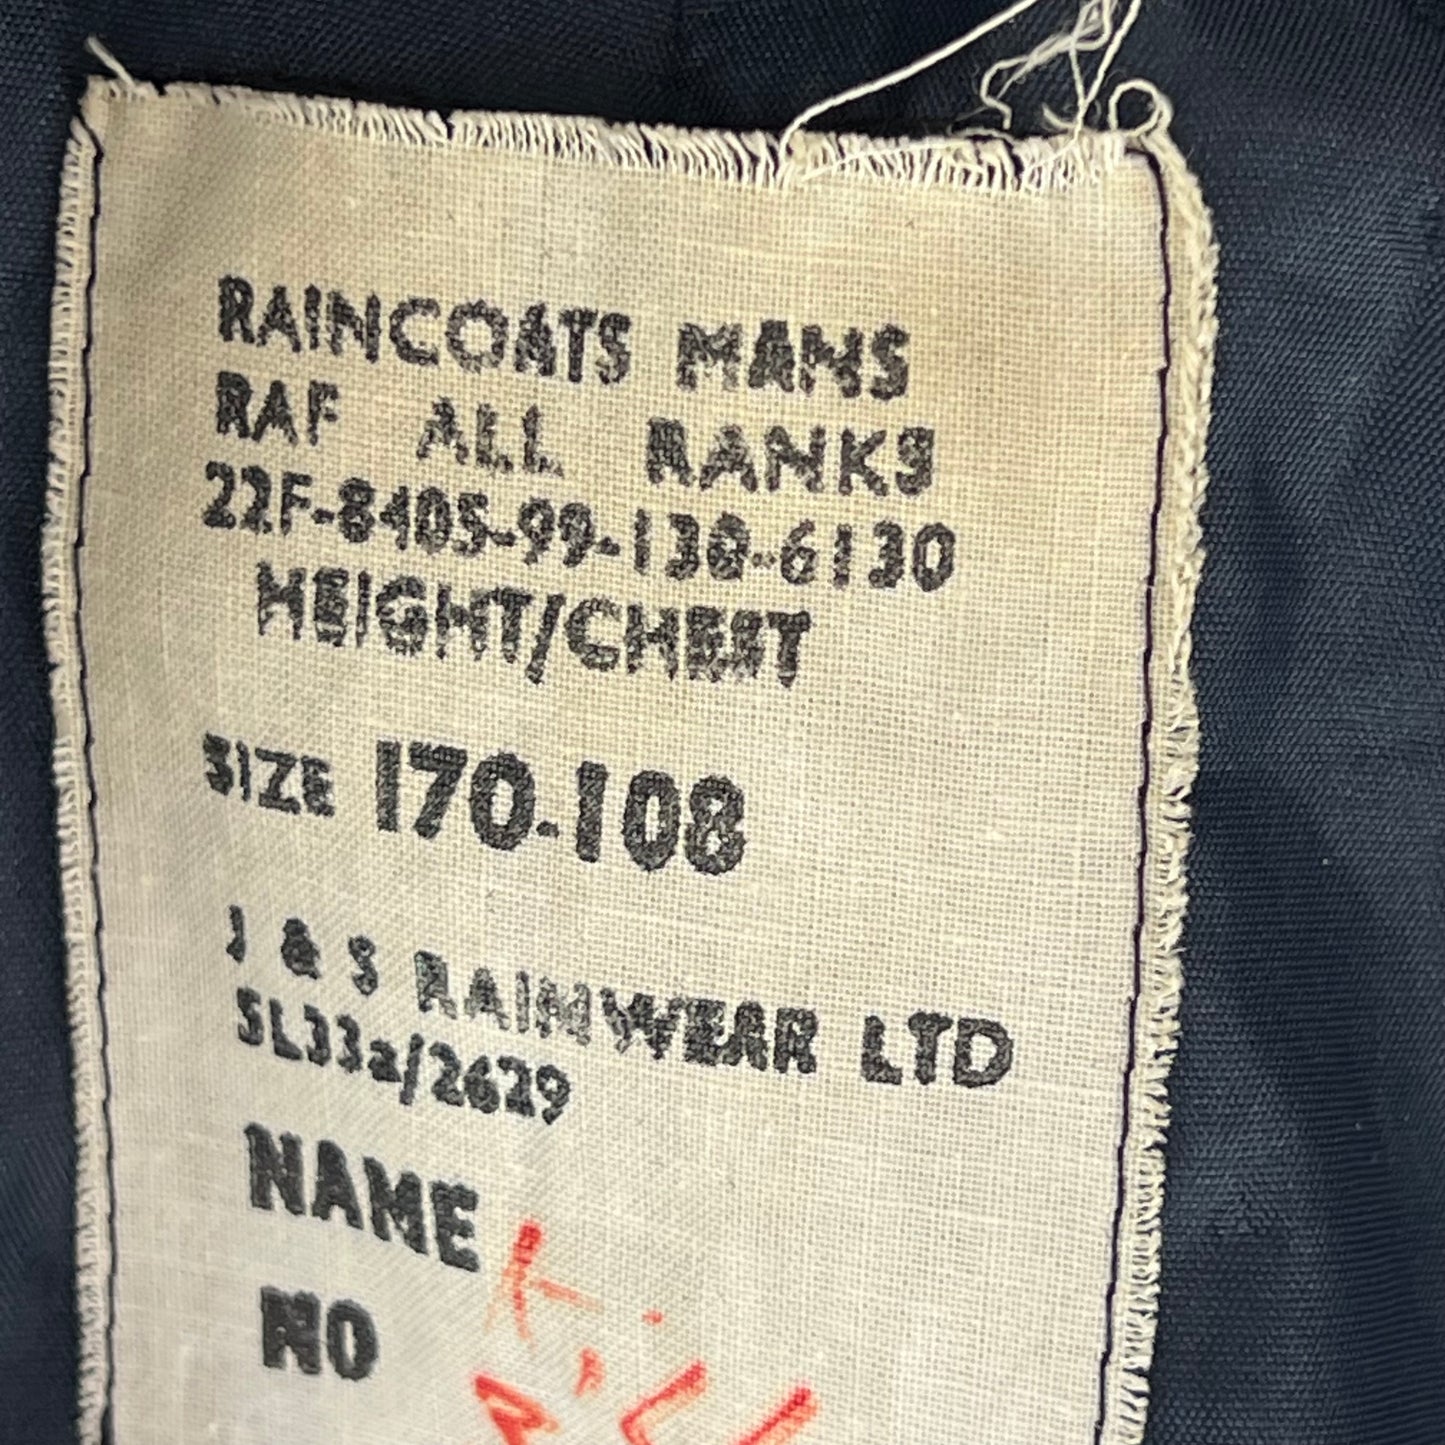 RAINCOATS MANS
RAF ALL RANKS
22F-8405-99-130-6130
HEIGHT/CHEST
SIZE 170-108
J & S RAINWEAR LTD
SL33a/2629
NAME
NO